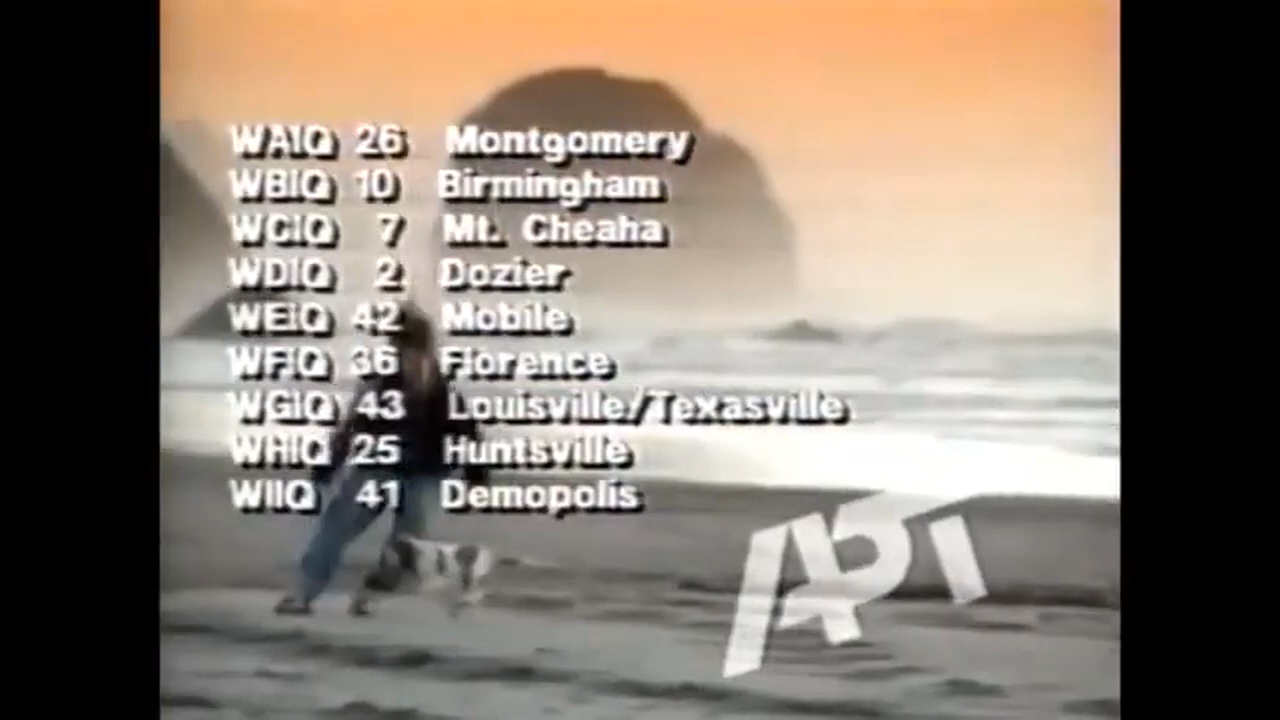 WAIQ 26 Montgomery
WBIQ 10 Birmingham
WCIQ 7 Mt. Cheaha
WDIQ 2 Dozier
WEIQ 42 Mobile
WFIQ 36 Florence
WGIQ 43 Louisville/Texasville
WHIQ 25 Huntsville
WIIQ 41 Demopolis
APT